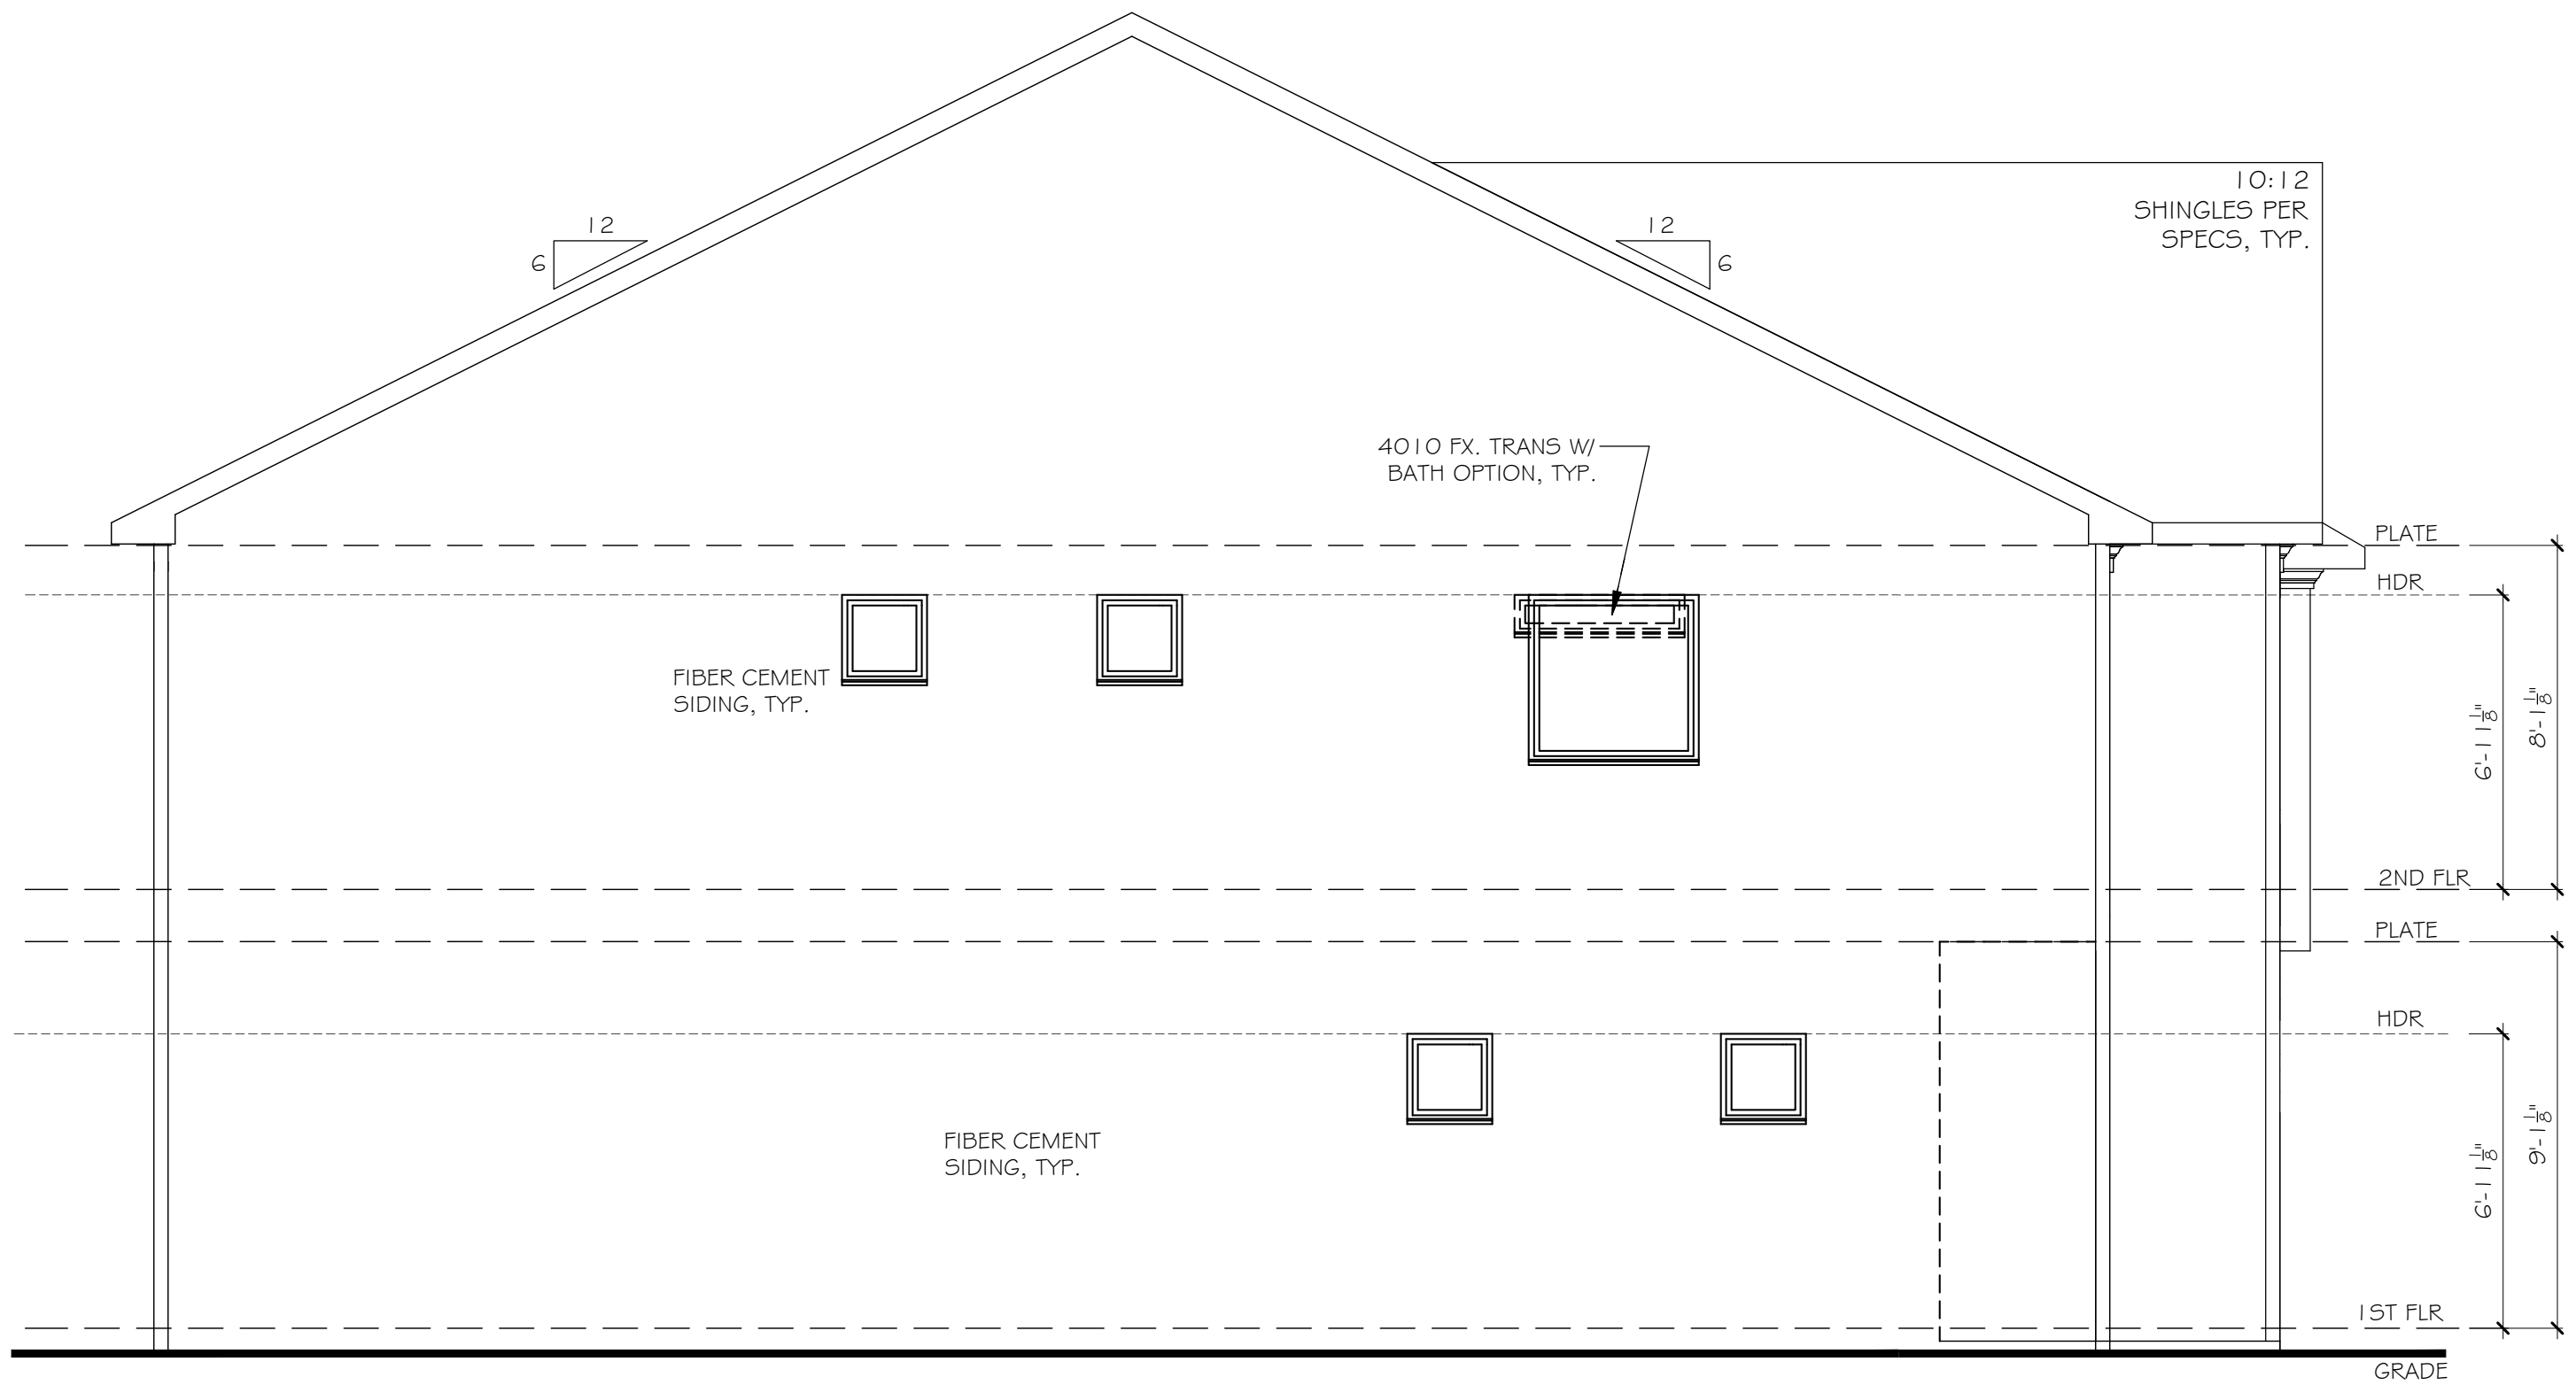 10:12
SHINGLES PER
SPECS, TYP.
12
6
12
6
4010 FX. TRANS W/
BATH OPTION, TYP.
PLATE
HDR
FIBER CEMENT
SIDING, TYP.
6'-11 1/8"
8'-1 1/8"
2ND FLR
PLATE
HDR
FIBER CEMENT
SIDING, TYP.
6'-11 1/8"
9'-1 1/8"
1ST FLR
GRADE